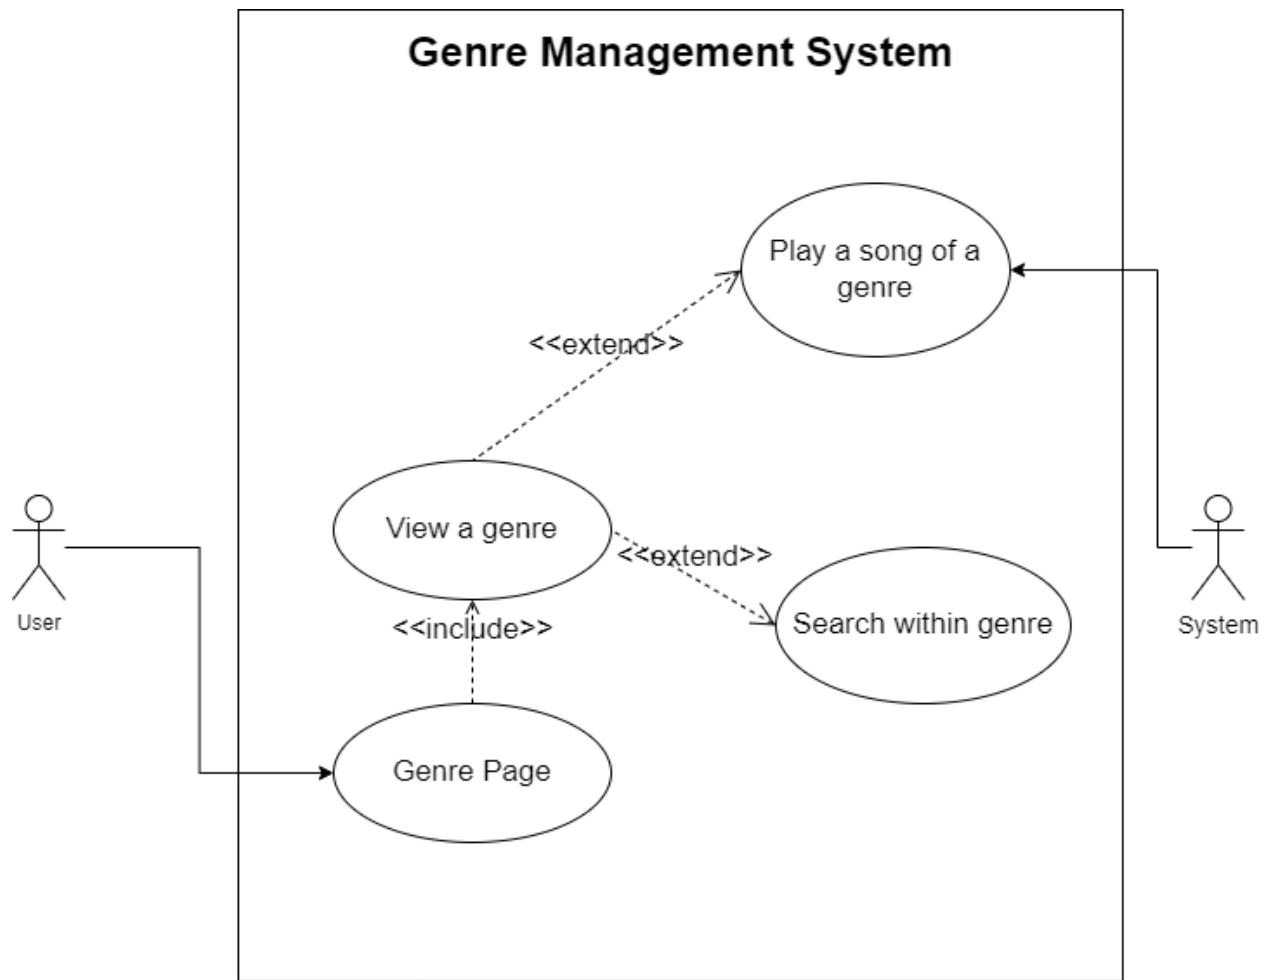 Genre Management System
Play a song of a
genre
<<extend>>
View a genre
<<extend>>
Search within genre
<<include>>
User
System
Genre Page